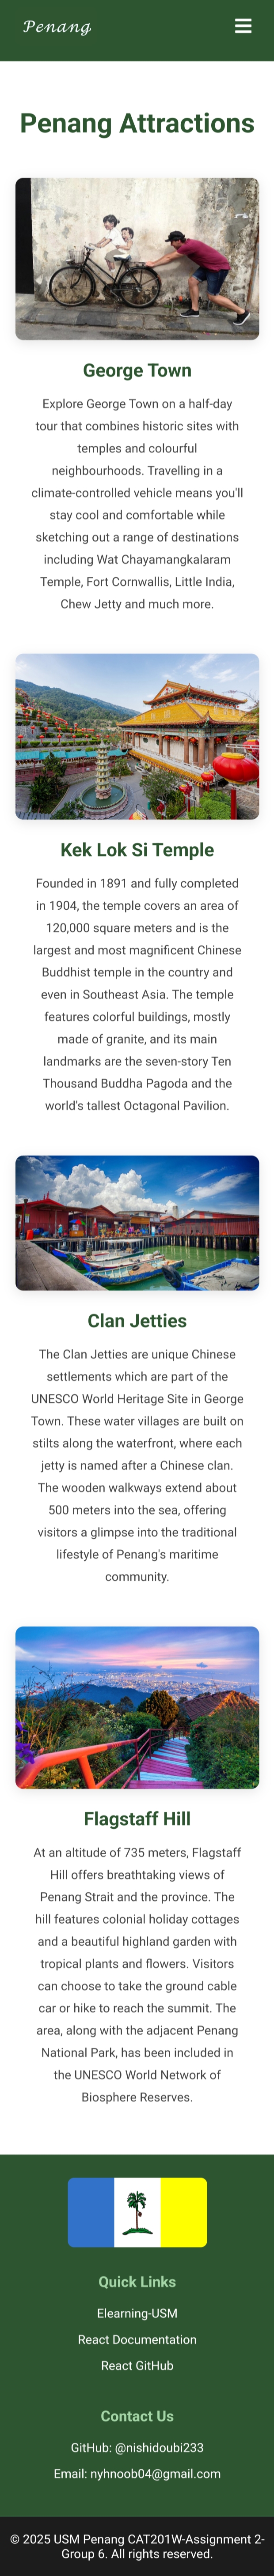 Penang
Penang Attractions
George Town
Explore George Town on a half-day
tour that combines historic sites with
temples and colourful
neighbourhoods. Travelling in a
climate-controlled vehicle means you'll
stay cool and comfortable while
sketching out a range of destinations
including Wat Chayamangkalaram
Temple, Fort Cornwallis, Little India,
Chew Jetty and much more.
Kek Lok Si Temple
Founded in 1891 and fully completed
in 1904, the temple covers an area of
120,000 square meters and is the
largest and most magnificent Chinese
Buddhist temple in the country and
even in Southeast Asia. The temple
features colorful buildings, mostly
made of granite, and its main
landmarks are the seven-story Ten
Thousand Buddha Pagoda and the
world's tallest Octagonal Pavilion.
Clan Jetties
The Clan Jetties are unique Chinese
settlements which are part of the
UNESCO World Heritage Site in George
Town. These water villages are built on
stilts along the waterfront, where each
jetty is named after a Chinese clan.
The wooden walkways extend about
500 meters into the sea, offering
visitors a glimpse into the traditional
lifestyle of Penang's maritime
community.
Flagstaff Hill
At an altitude of 735 meters, Flagstaff
Hill offers breathtaking views of
Penang Strait and the province. The
hill features colonial holiday cottages
and a beautiful highland garden with
tropical plants and flowers. Visitors
can choose to take the ground cable
car or hike to reach the summit. The
area, along with the adjacent Penang
National Park, has been included in
the UNESCO World Network of
Biosphere Reserves.
Quick Links
Elearning-USM
React Documentation
React GitHub
Contact Us
GitHub: @nishidoubi233
Email: nyhnoob04@gmail.com
© 2025 USM Penang CAT201W-Assignment 2-
Group 6. All rights reserved.